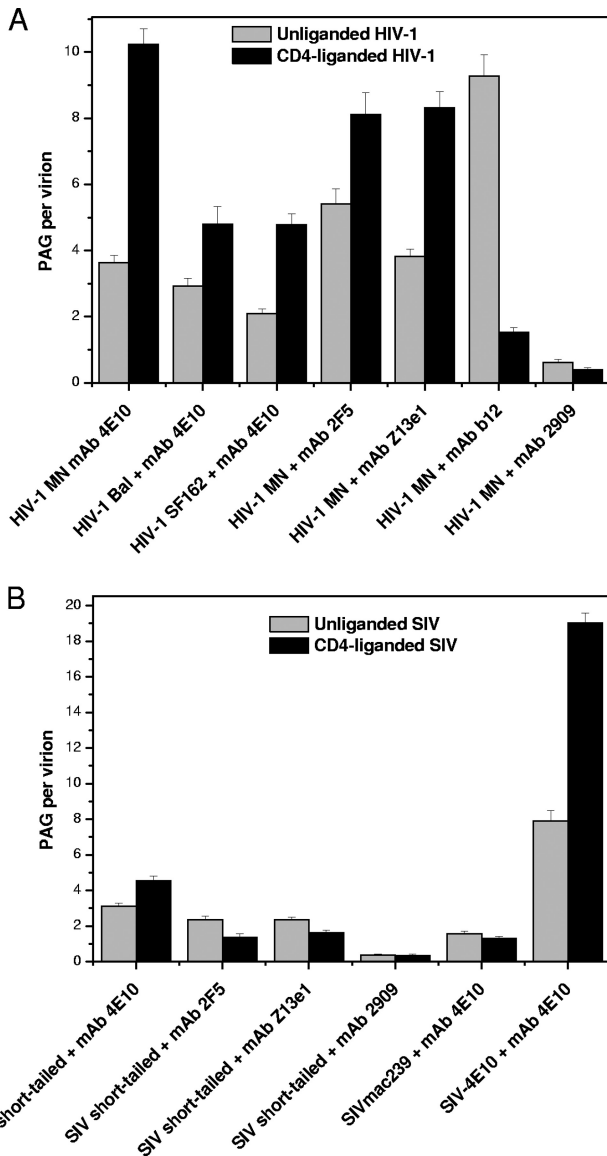 A
Unliganded HIV-1
CD4-liganded HIV-1
PAG per virion
10
8
6
4
2
0
HIV-1 MN mAb 4E10
HIV-1 Bal + mAb 4E10
HIV-1 SF162 + mAb 4E10
HIV-1 MN + mAb 2F5
HIV-1 MN + mAb Z13e1
HIV-1 MN + mAb b12
HIV-1 MN + mAb 2909
B
Unliganded SIV
CD4-liganded SIV
PAG per virion
20
18
16
14
12
10
8
6
4
2
0
short-tailed + mAb 4E10
SIV short-tailed + mAb 2F5
SIV short-tailed + mAb Z13e1
SIV short-tailed + mAb 2909
SIVmac239 + mAb 4E10
SIV-4E10 + mAb 4E10